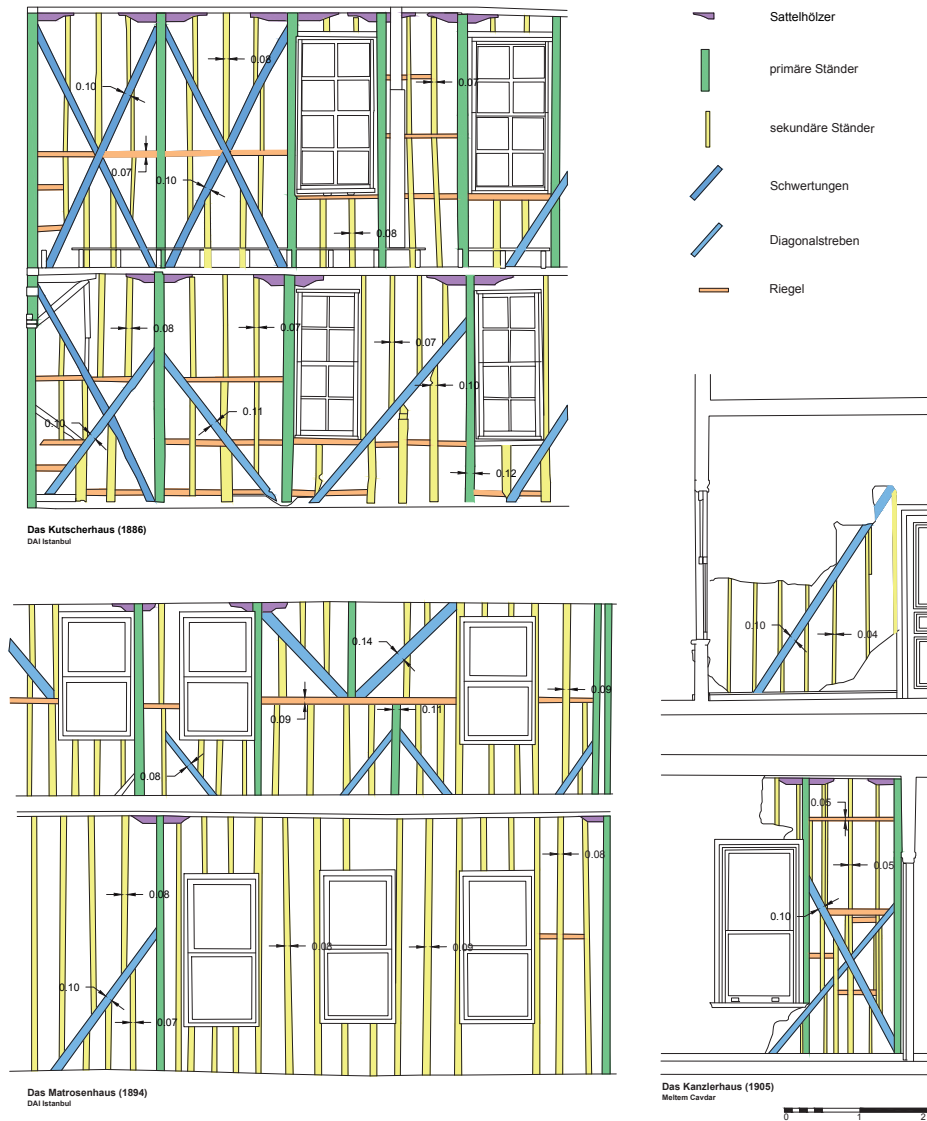 Sattelhölzer
primäre Ständer
sekundäre Ständer
Schwertungen
Diagonalstreben
Riegel
0.08
0.07
0.10
0.07
0.10
0.08
0.08
0.07
0.07
0.10
0.11
0.10
0.12
Das Kutscherhaus (1886)
DAI Istanbul
0.14
0.09
0.09
0.11
0.08
0.08
0.08
0.08
0.09
0.10
0.07
Das Matrosenhaus (1894)
DAI Istanbul
0.10
0.04
0.05
0.05
0.10
Das Kanzlerhaus (1905)
Meltem Cavdar
0 1 2